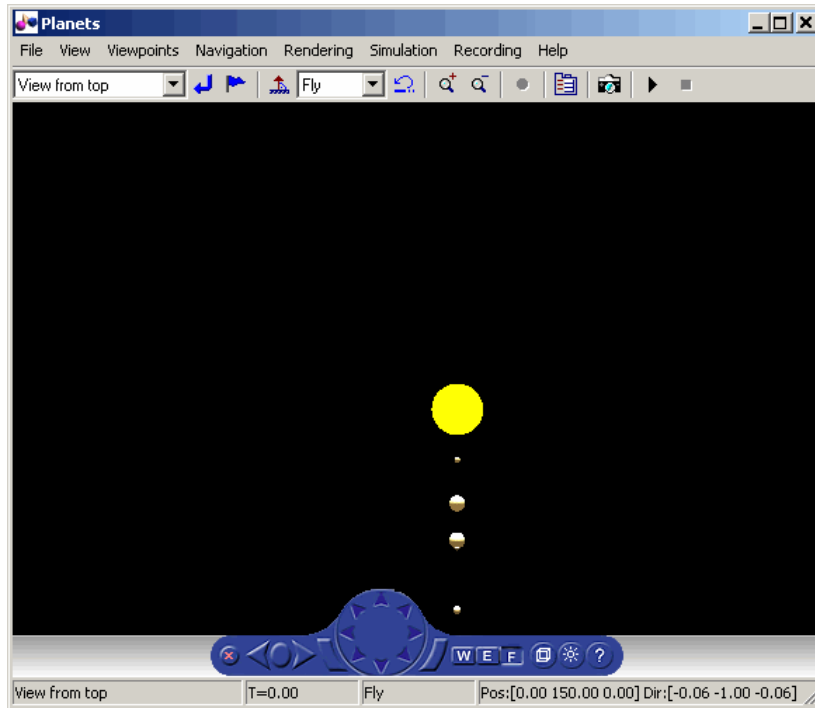 Planets
File View Viewpoints Navigation Rendering Simulation Recording Help
View from top Fly
W E F ?
View from top T=0.00 Fly Pos:[0.00 150.00 0.00] Dir:[-0.06 -1.00 -0.06]